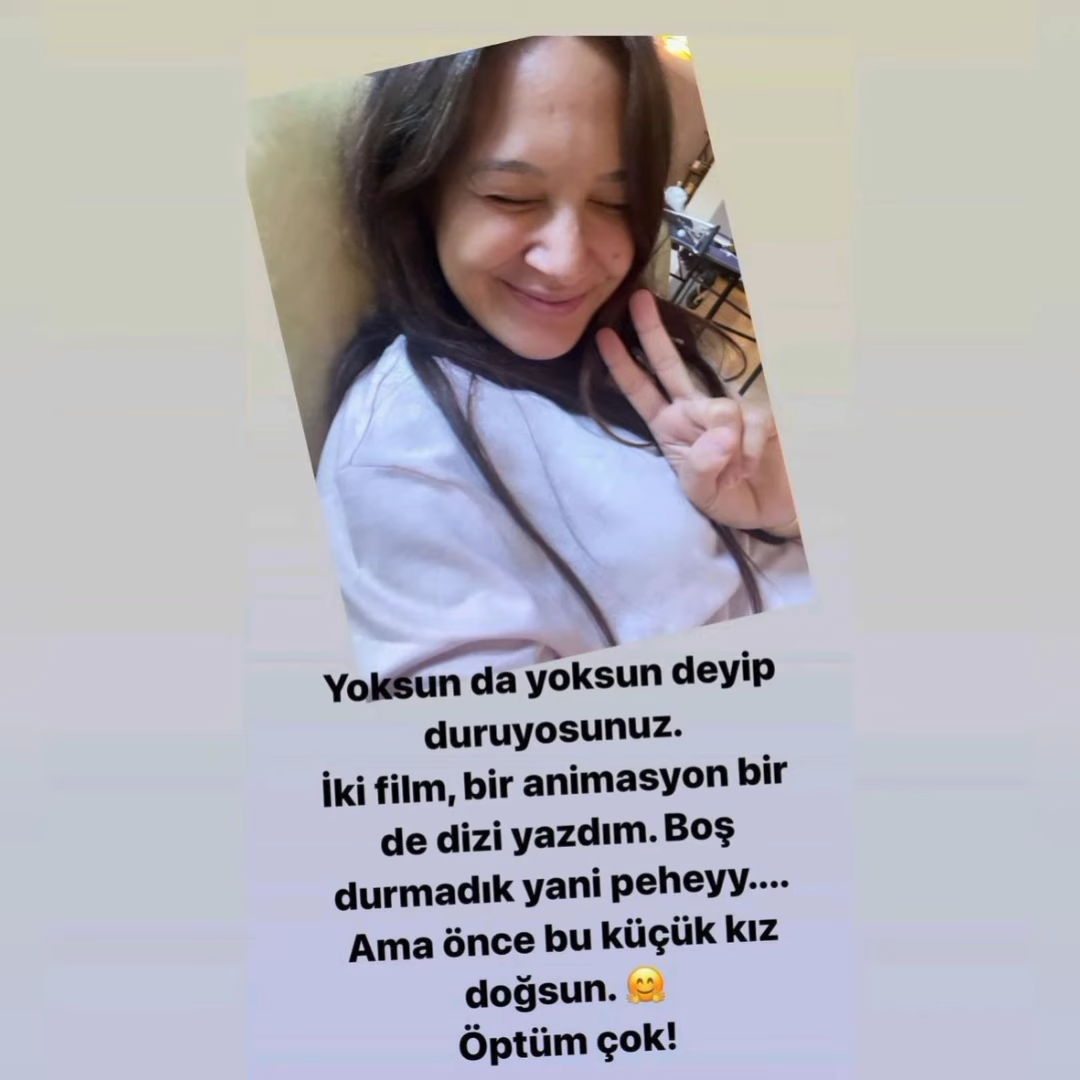 Yoksun da yoksun deyip
duruyosunuz.
İki film, bir animasyon bir
de dizi yazdım. Boş
durmadık yani peheyy....
Ama önce bu küçük kız
doğsun. 🤗
Öptüm çok!